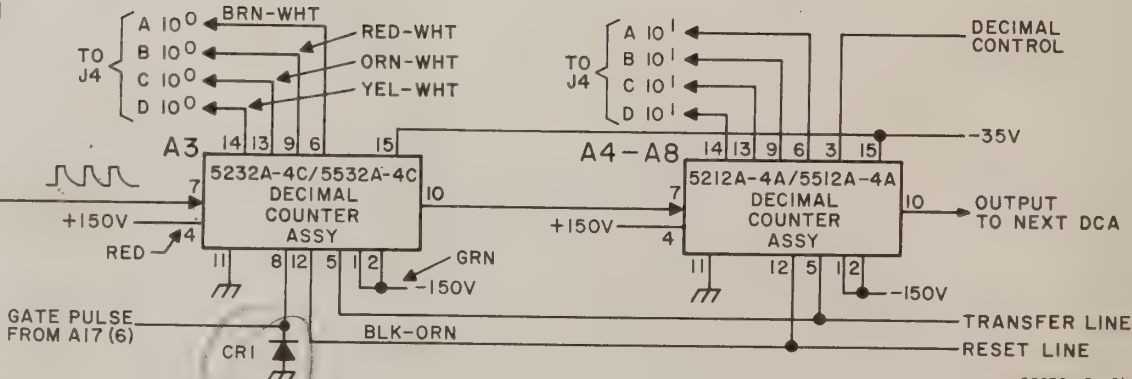 BRN-WHT
A 10⁰
RED-WHT
B 10⁰
TO J4
ORN-WHT
C 10⁰
YEL-WHT
D 10⁰
A 10¹
B 10¹
TO J4
C 10¹
D 10¹
DECIMAL
CONTROL
A3
14 13 9 6 15
5232A-4C/5532A-4C
DECIMAL
COUNTER
ASSY
7
+150V
4
RED
10
11 8 12 5 1 2
GRN
-150V
A4-A8
14 13 9 6 3 15
-35V
5212A-4A/5512A-4A
DECIMAL
COUNTER
ASSY
7
+150V
4
10
OUTPUT
TO NEXT DCA
11 12 5 1 2
-150V
GATE PULSE
FROM A17 (6)
BLK-ORN
CR1
TRANSFER LINE
RESET LINE